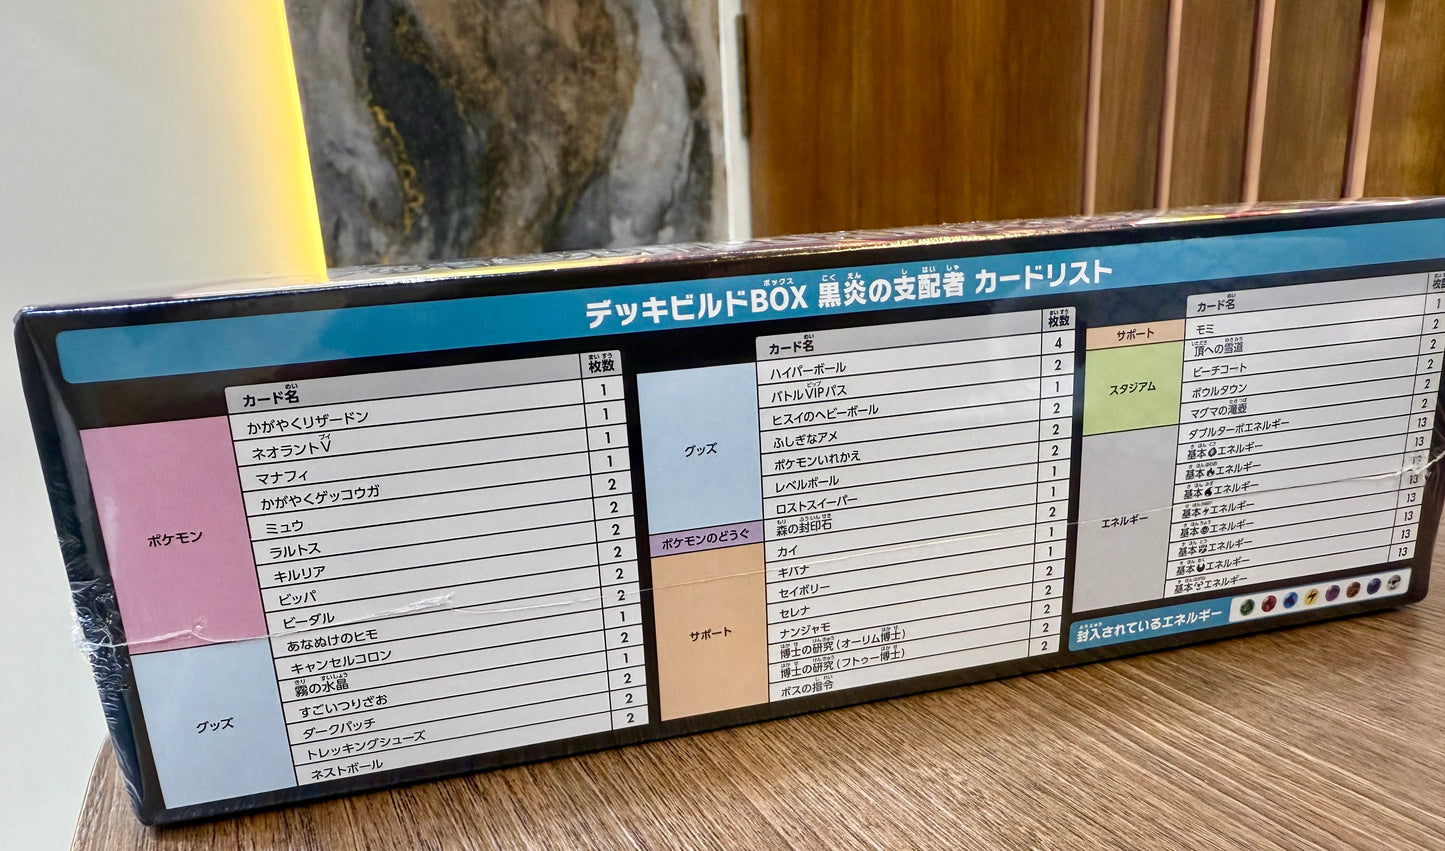 デッキビルドBOX 黒炎の支配者 カードリスト
カード名 枚数
ポケモン
かがやくリザードン 1
ネオラントV 1
マナフィ 1
かがやくゲッコウガ 1
ミュウ 2
ラルトス 2
キルリア 2
ビッパ 2
ビーダル 2
グッズ
あなぬけのヒモ 2
キャンセルコロン 1
霧の水晶 2
すごいつりざお 1
ダークパッチ 2
トレッキングシューズ 2
ネストボール 2
カード名 枚数
グッズ
ハイパーボール 4
バトルVIPパス 2
ヒスイのヘビーボール 1
ふしぎなアメ 2
ポケモンいれかえ 2
レベルボール 2
ロストスイーパー 1
ポケモンのどうぐ
森の封印石 1
サポート
カイ 2
キバナ 1
セイボリー 1
セレナ 2
ナンジャモ 2
博士の研究(オーリム博士) 2
博士の研究(フトゥー博士) 2
ボスの指令 2
カード名 枚数
サポート
モミ 1
スタジアム
頂への雪道 2
ビーチコート 2
ボウルタウン 2
マグマの滝壺 2
エネルギー
ダブルターボエネルギー 2
基本エネルギー 13
基本エネルギー 13
基本エネルギー 13
基本エネルギー 13
基本エネルギー 13
基本エネルギー 13
基本エネルギー 13
基本エネルギー 13
封入されているエネルギー